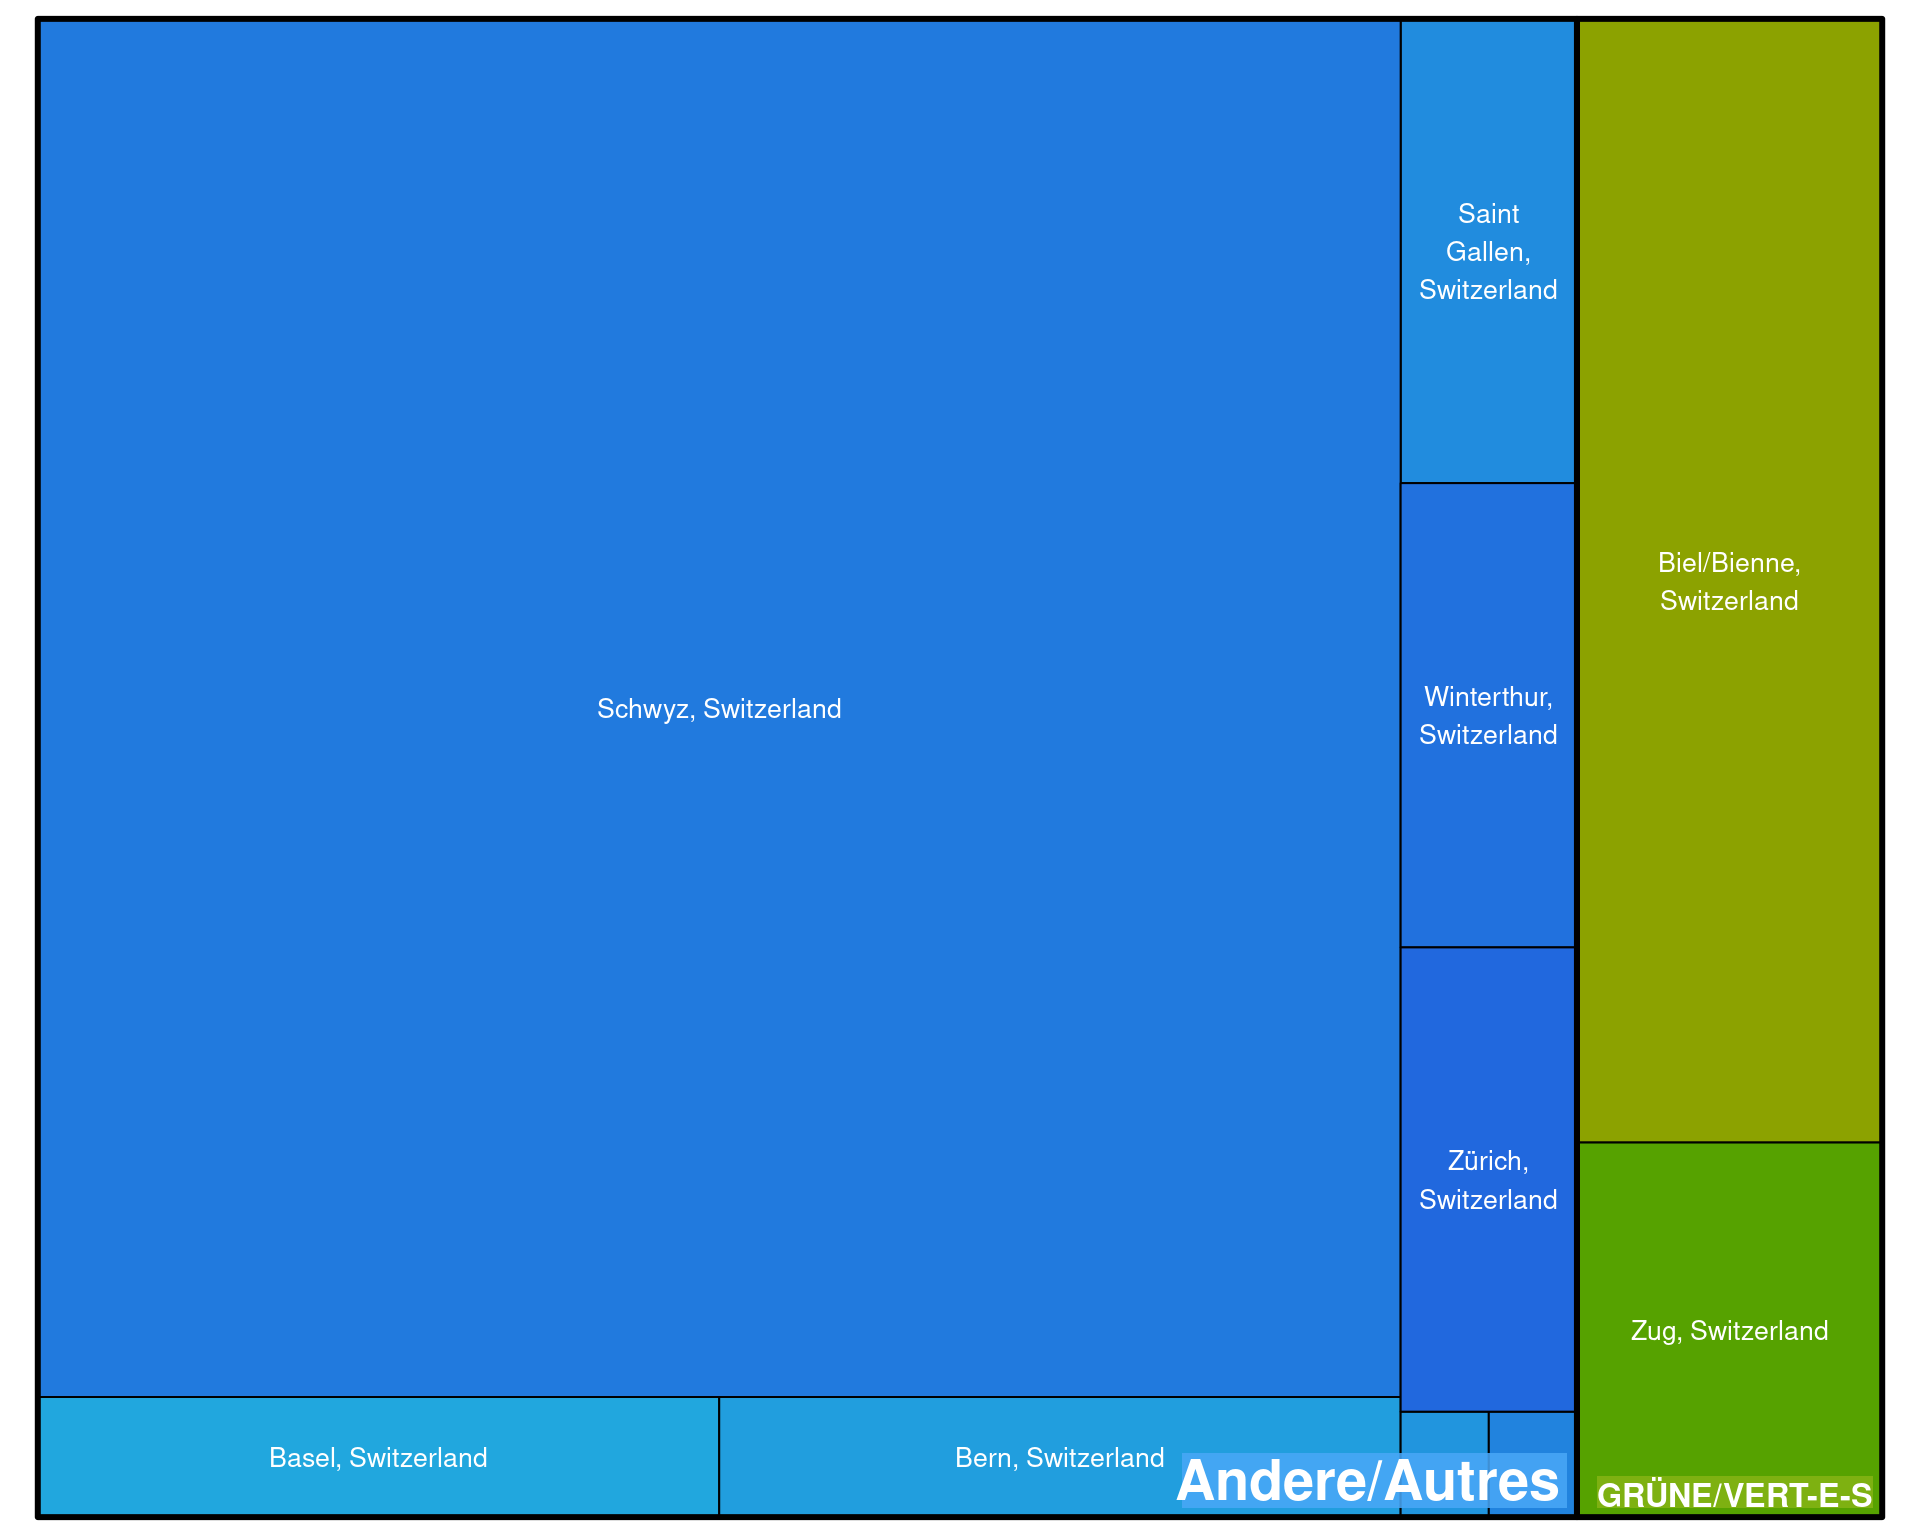 Saint
Gallen,
Switzerland
Biel/Bienne,
Switzerland
Schwyz, Switzerland
Winterthur,
Switzerland
Zürich,
Switzerland
Zug, Switzerland
Basel, Switzerland
Bern, Switzerland
Andere/Autres
GRÜNE/VERT-E-S